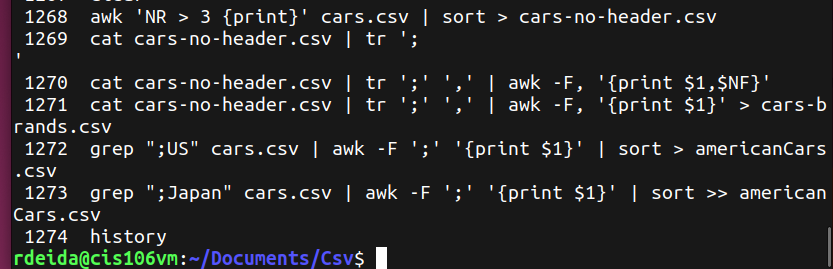 1268  awk 'NR > 3 {print}' cars.csv | sort > cars-no-header.csv
1269  cat cars-no-header.csv | tr ';
'
1270  cat cars-no-header.csv | tr ';' ',' | awk -F, '{print $1,$NF}'
1271  cat cars-no-header.csv | tr ';' ',' | awk -F, '{print $1}' > cars-b
rands.csv
1272  grep ";US" cars.csv | awk -F ';' '{print $1}' | sort > americanCars
.csv
1273  grep ";Japan" cars.csv | awk -F ';' '{print $1}' | sort >> american
Cars.csv
1274  history
rdeida@cis106vm:~/Documents/Csv$